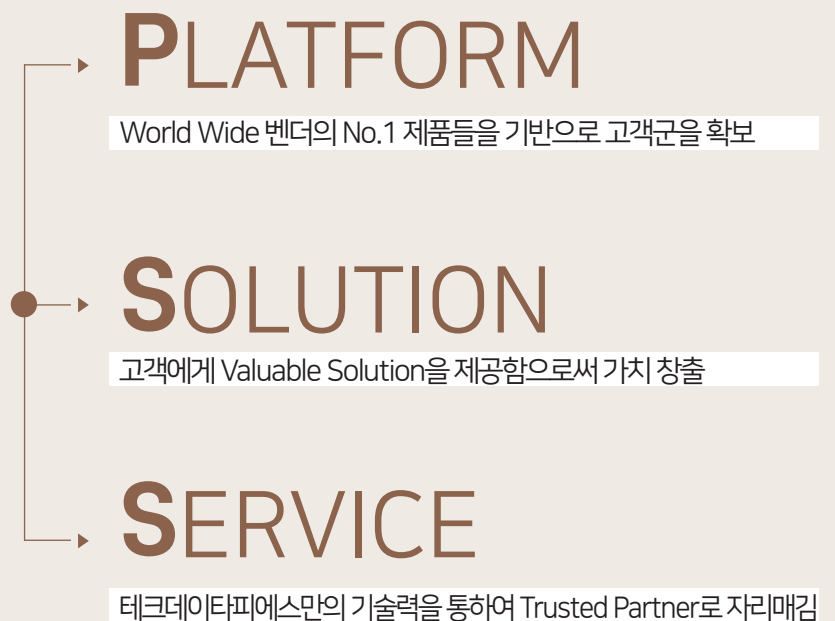 PLATFORM
World Wide 벤더의 No.1 제품들을 기반으로 고객군을 확보
SOLUTION
고객에게 Valuable Solution을 제공함으로써 가치 창출
SERVICE
테크데이타피에스만의 기술력을 통하여 Trusted Partner로 자리매김